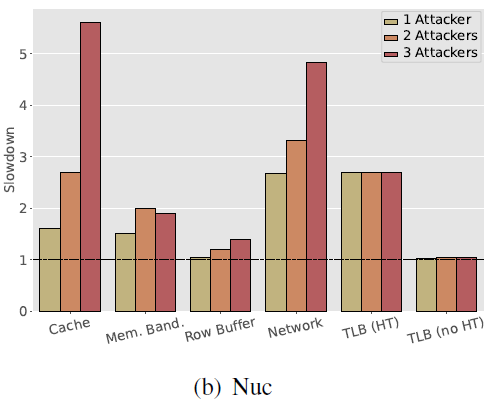 1 Attacker
2 Attackers
3 Attackers
Slowdown
5
4
3
2
1
0
Cache
Mem. Band.
Row Buffer
Network
TLB (HT)
TLB (no HT)
(b) Nuc